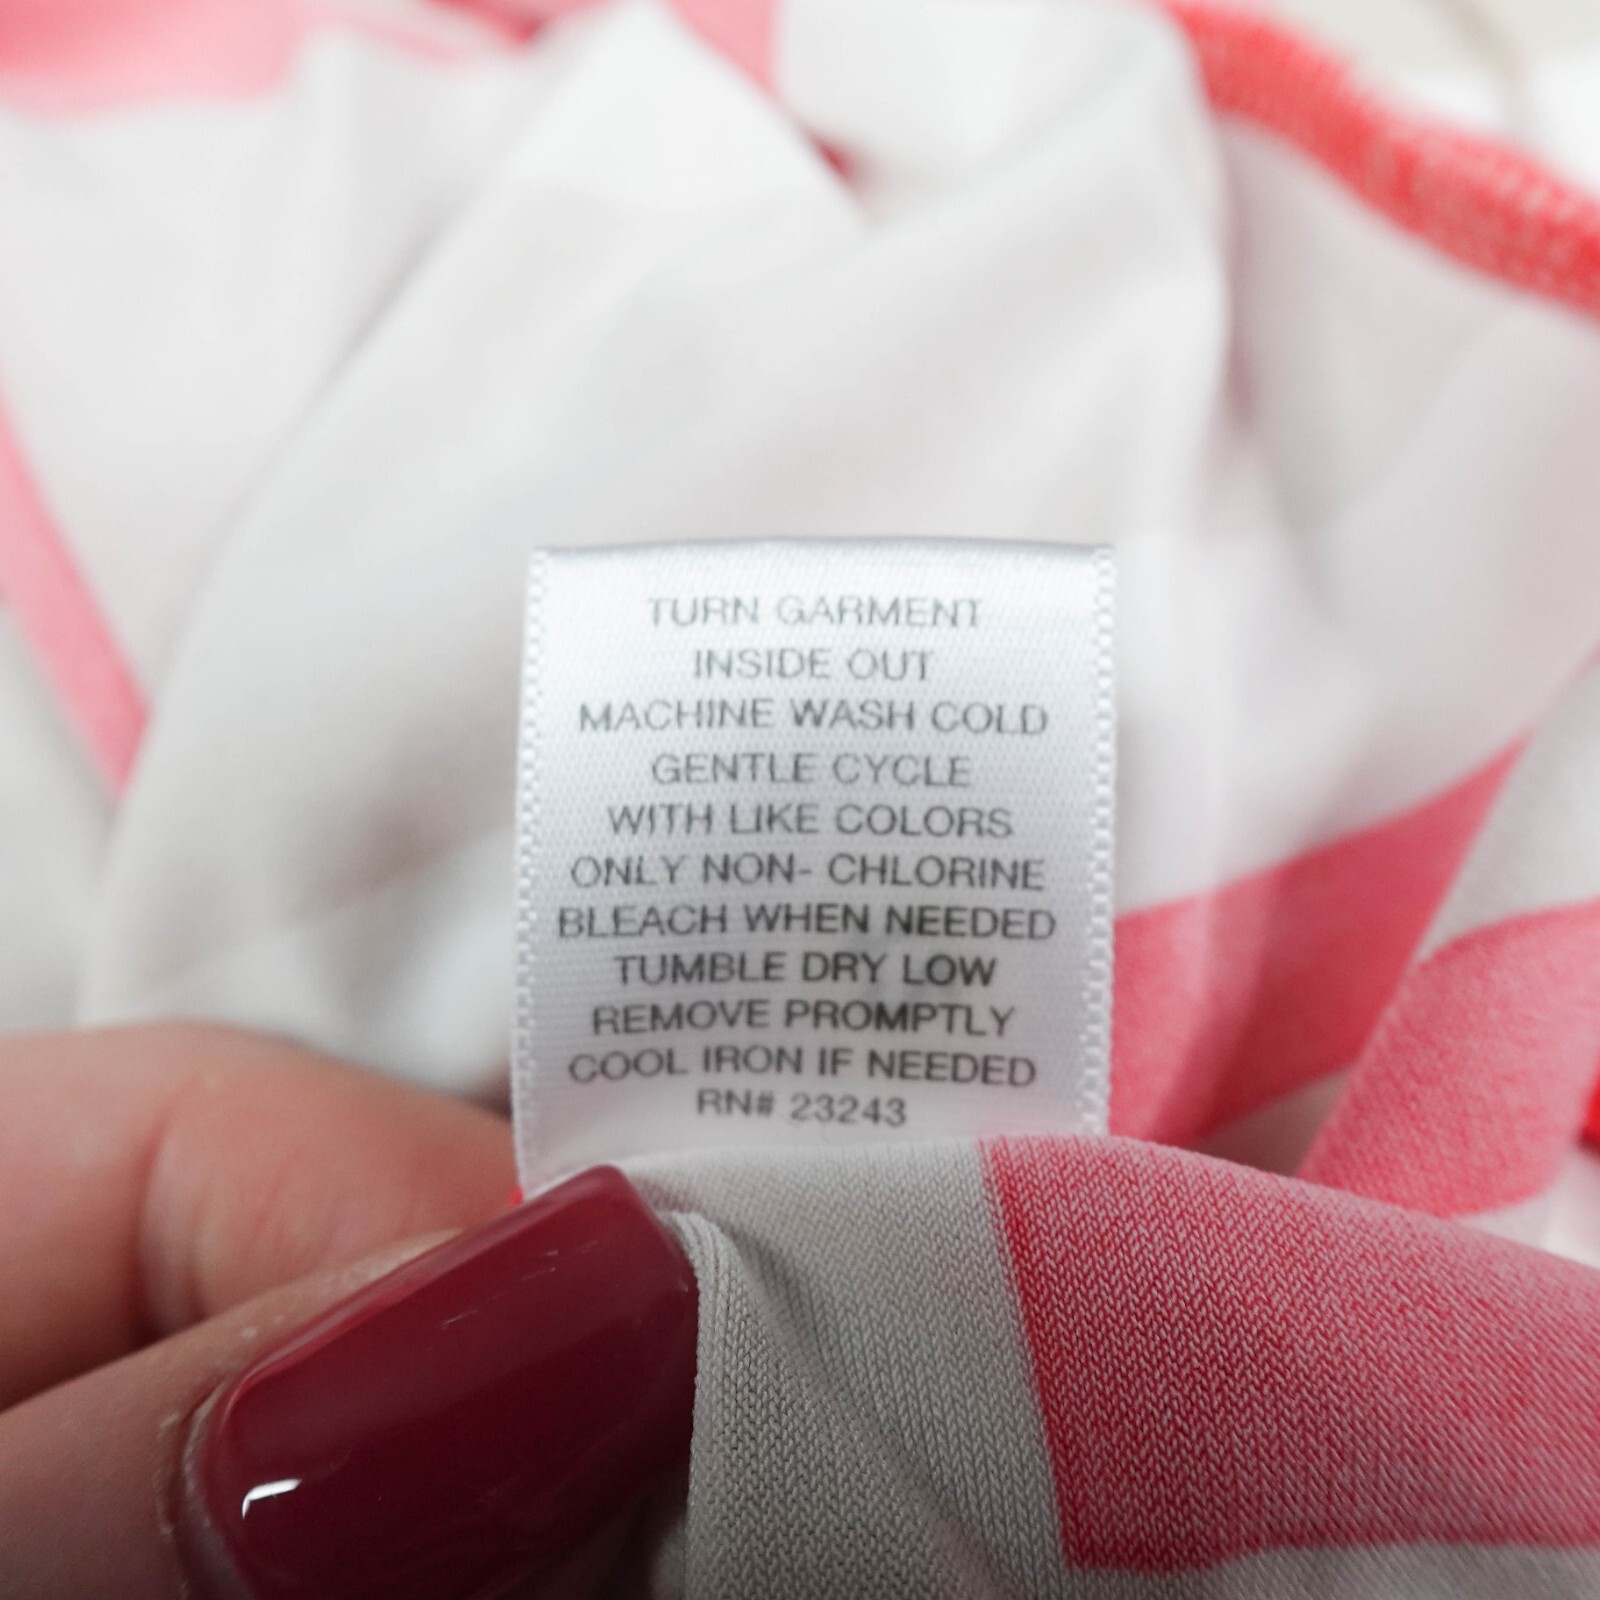 TURN GARMENT
INSIDE OUT
MACHINE WASH COLD
GENTLE CYCLE
WITH LIKE COLORS
ONLY NON- CHLORINE
BLEACH WHEN NEEDED
TUMBLE DRY LOW
REMOVE PROMPTLY
COOL IRON IF NEEDED
RN# 23243